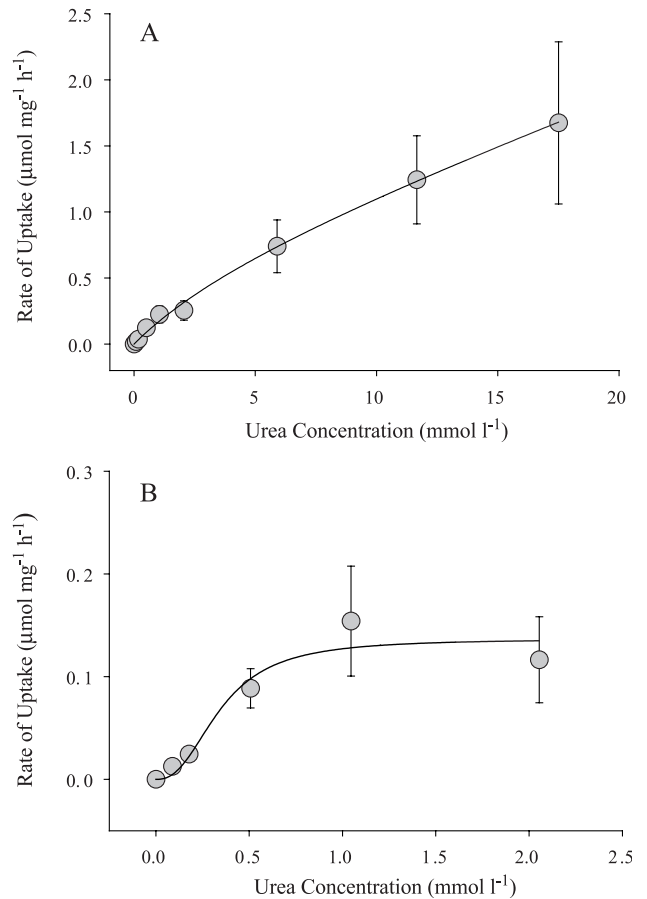 A
2.5
2.0
1.5
1.0
0.5
0.0
Rate of Uptake (μmol mg⁻¹ h⁻¹)
0 5 10 15 20
Urea Concentration (mmol l⁻¹)
B
0.3
0.2
0.1
0.0
Rate of Uptake (μmol mg⁻¹ h⁻¹)
0.0 0.5 1.0 1.5 2.0 2.5
Urea Concentration (mmol l⁻¹)